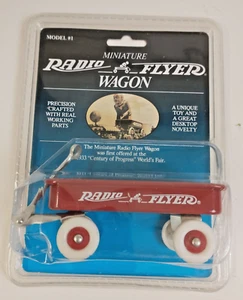 MODEL #1
MINIATURE
RADIO FLYER
WAGON
PRECISION
CRAFTED
WITH REAL
WORKING
PARTS
A UNIQUE
TOY AND
A GREAT
DESKTOP
NOVELTY
The Miniature Radio Flyer Wagon
was first offered at the
1933 "Century of Progress" World's Fair.
RADIO FLYER®